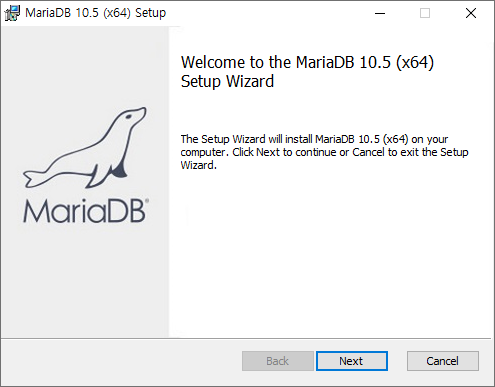 MariaDB 10.5 (x64) Setup
Welcome to the MariaDB 10.5 (x64)
Setup Wizard
The Setup Wizard will install MariaDB 10.5 (x64) on your
computer. Click Next to continue or Cancel to exit the Setup
Wizard.
MariaDB®
Back
Next
Cancel